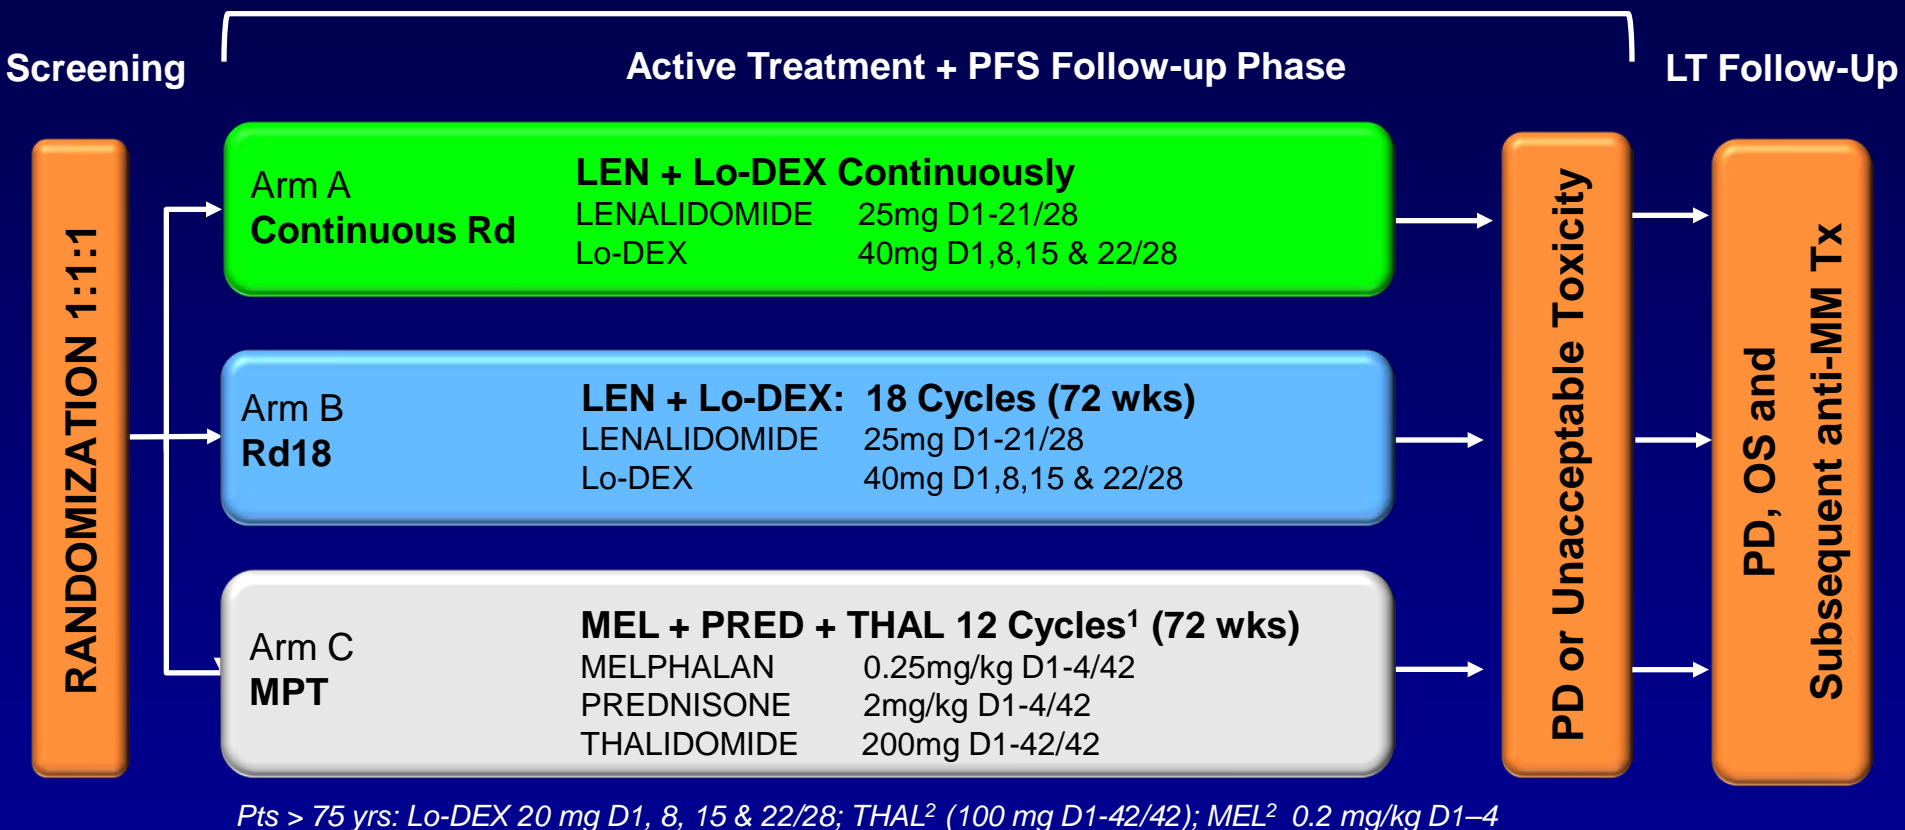 Screening
Active Treatment + PFS Follow-up Phase
LT Follow-Up
RANDOMIZATION 1:1:1
Arm A
Continuous Rd
LEN + Lo-DEX Continuously
LENALIDOMIDE 25mg D1-21/28
Lo-DEX 40mg D1,8,15 & 22/28
Arm B
Rd18
LEN + Lo-DEX: 18 Cycles (72 wks)
LENALIDOMIDE 25mg D1-21/28
Lo-DEX 40mg D1,8,15 & 22/28
Arm C
MPT
MEL + PRED + THAL 12 Cycles¹ (72 wks)
MELPHALAN 0.25mg/kg D1-4/42
PREDNISONE 2mg/kg D1-4/42
THALIDOMIDE 200mg D1-42/42
PD or Unacceptable Toxicity
PD, OS and
Subsequent anti-MM Tx
Pts > 75 yrs: Lo-DEX 20 mg D1, 8, 15 & 22/28; THAL² (100 mg D1-42/42); MEL² 0.2 mg/kg D1–4